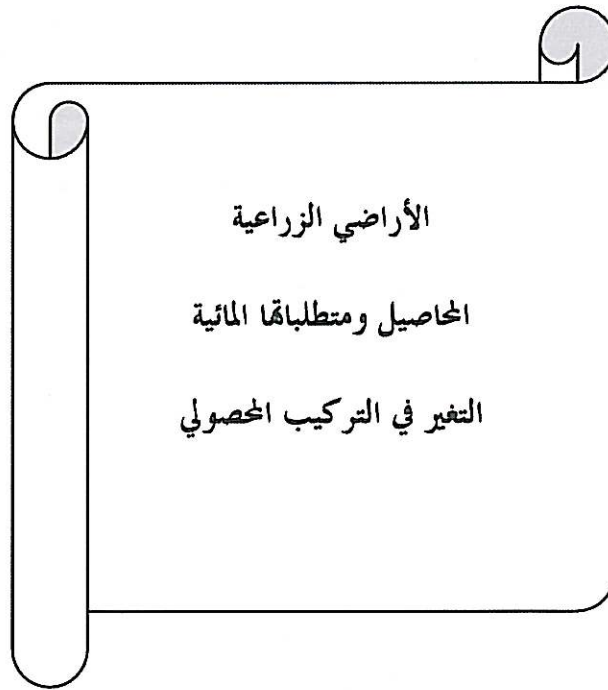 الأراضي الزراعية
المحاصيل ومتطلباتها المائية
التغير في التركيب المحصولي